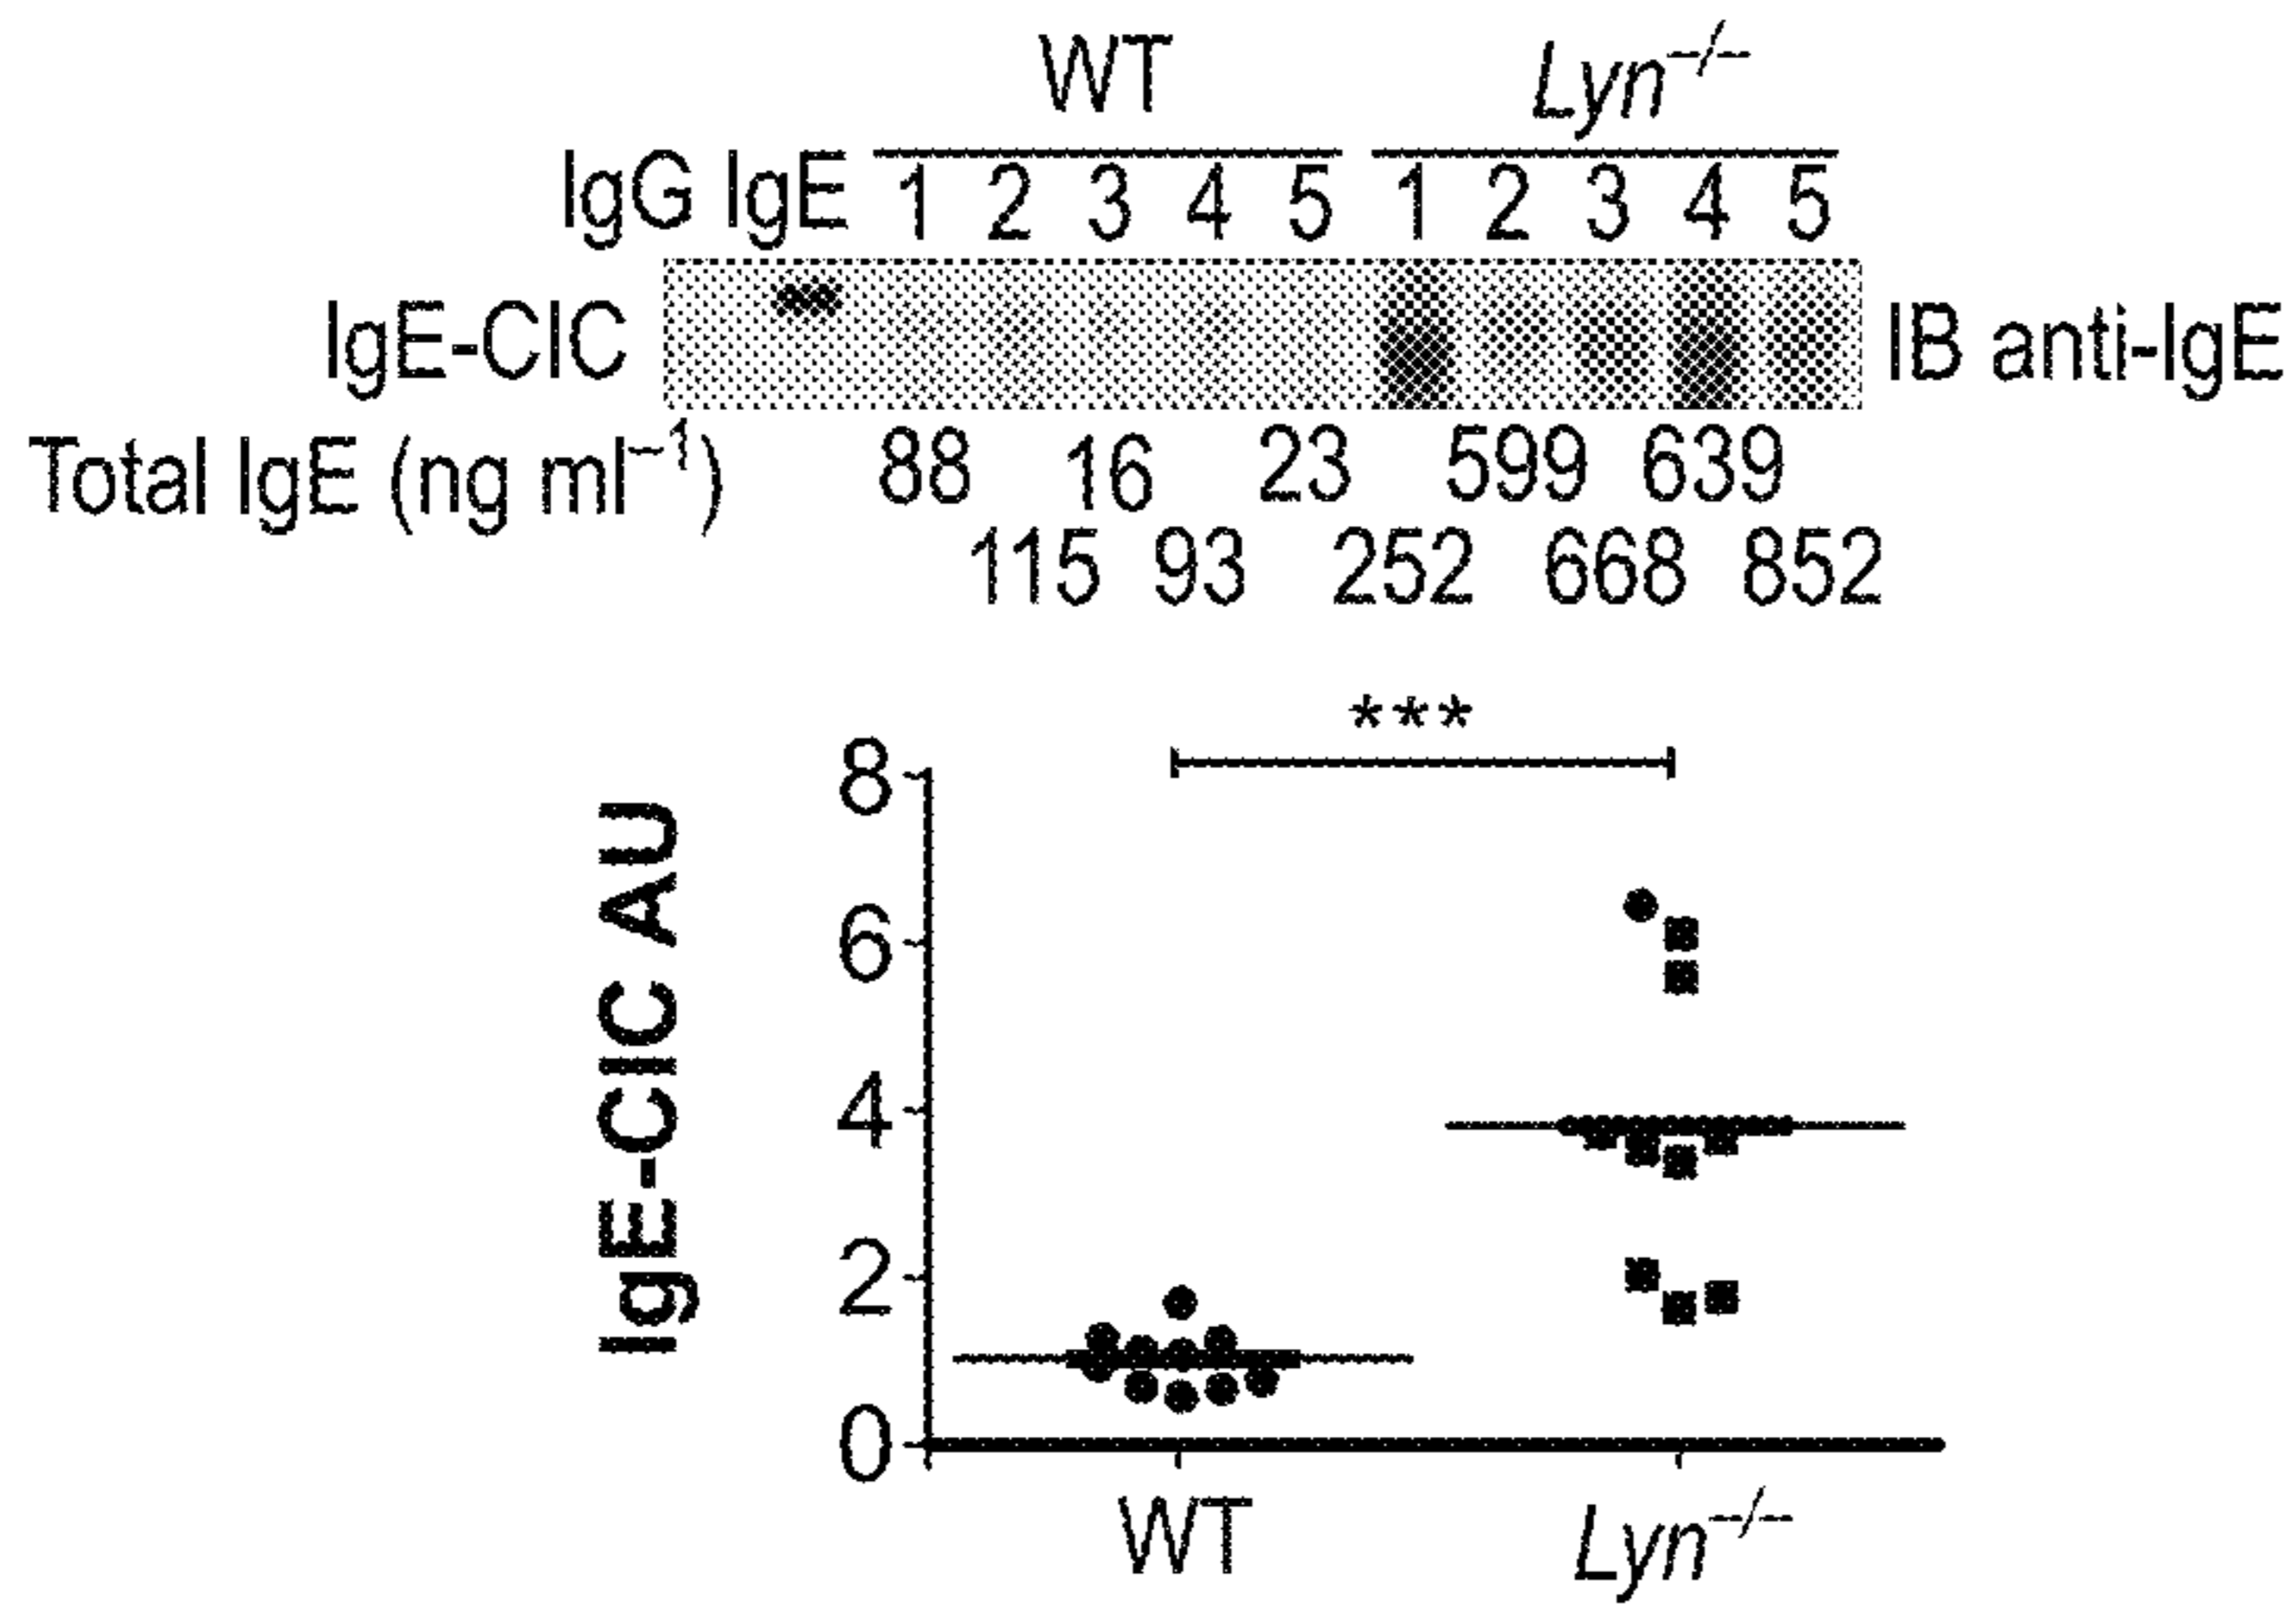 WT Lyn−/−
IgG IgE 1 2 3 4 5 1 2 3 4 5
IgE-CIC IB anti-IgE
Total IgE (ng ml−1) 88 16 23 599 639
115 93 252 668 852
***
8
6
4
2
0
IgE-CIC AU
WT Lyn−/−